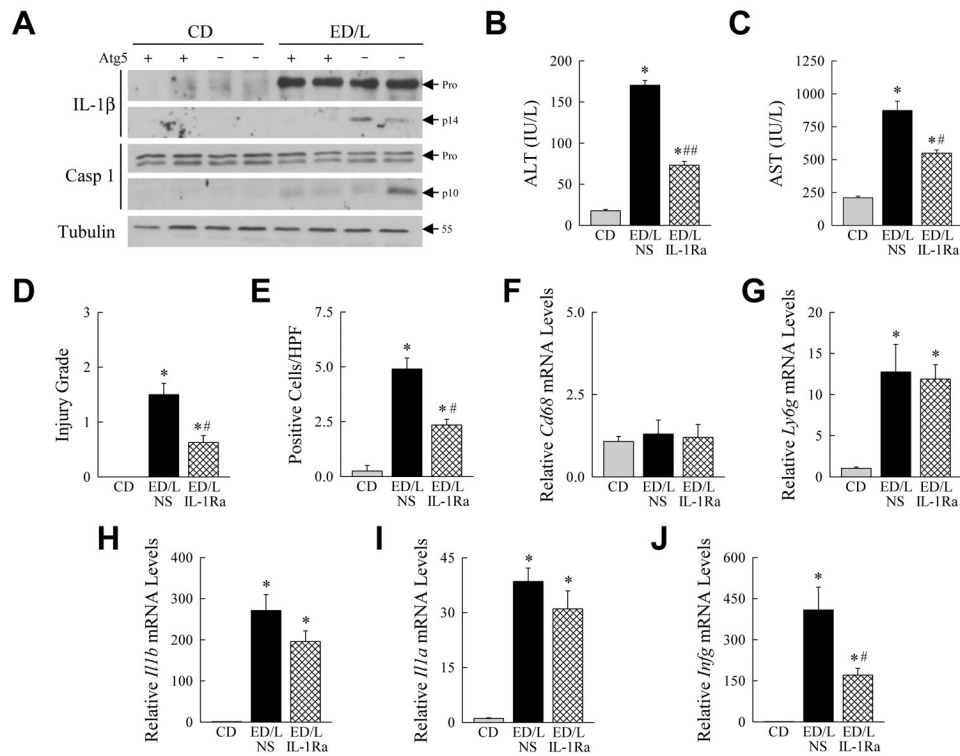 A
CD ED/L
Atg5 + + - - + + - -
IL-1β
Pro
p14
Casp 1
Pro
p10
Tubulin
55
B
ALT (IU/L)
200
150
100
50
0
*
*##
CD ED/L ED/L
NS IL-1Ra
C
AST (IU/L)
1250
1000
750
500
250
0
*
*#
CD ED/L ED/L
NS IL-1Ra
D
Injury Grade
3
2
1
0
*
*#
CD ED/L ED/L
NS IL-1Ra
E
Positive Cells/HPF
7.5
5.0
2.5
0.0
*
*#
CD ED/L ED/L
NS IL-1Ra
F
Relative Cd68 mRNA Levels
5.0
2.5
0.0
CD ED/L ED/L
NS IL-1Ra
G
Relative Ly6g mRNA Levels
20
15
10
5
0
*
*
CD ED/L ED/L
NS IL-1Ra
H
Relative Il1b mRNA Levels
400
300
200
100
0
*
*
CD ED/L ED/L
NS IL-1Ra
I
Relative Il1a mRNA Levels
45
30
15
0
*
*
CD ED/L ED/L
NS IL-1Ra
J
Relative Infg mRNA Levels
600
450
300
150
0
*
*#
CD ED/L ED/L
NS IL-1Ra